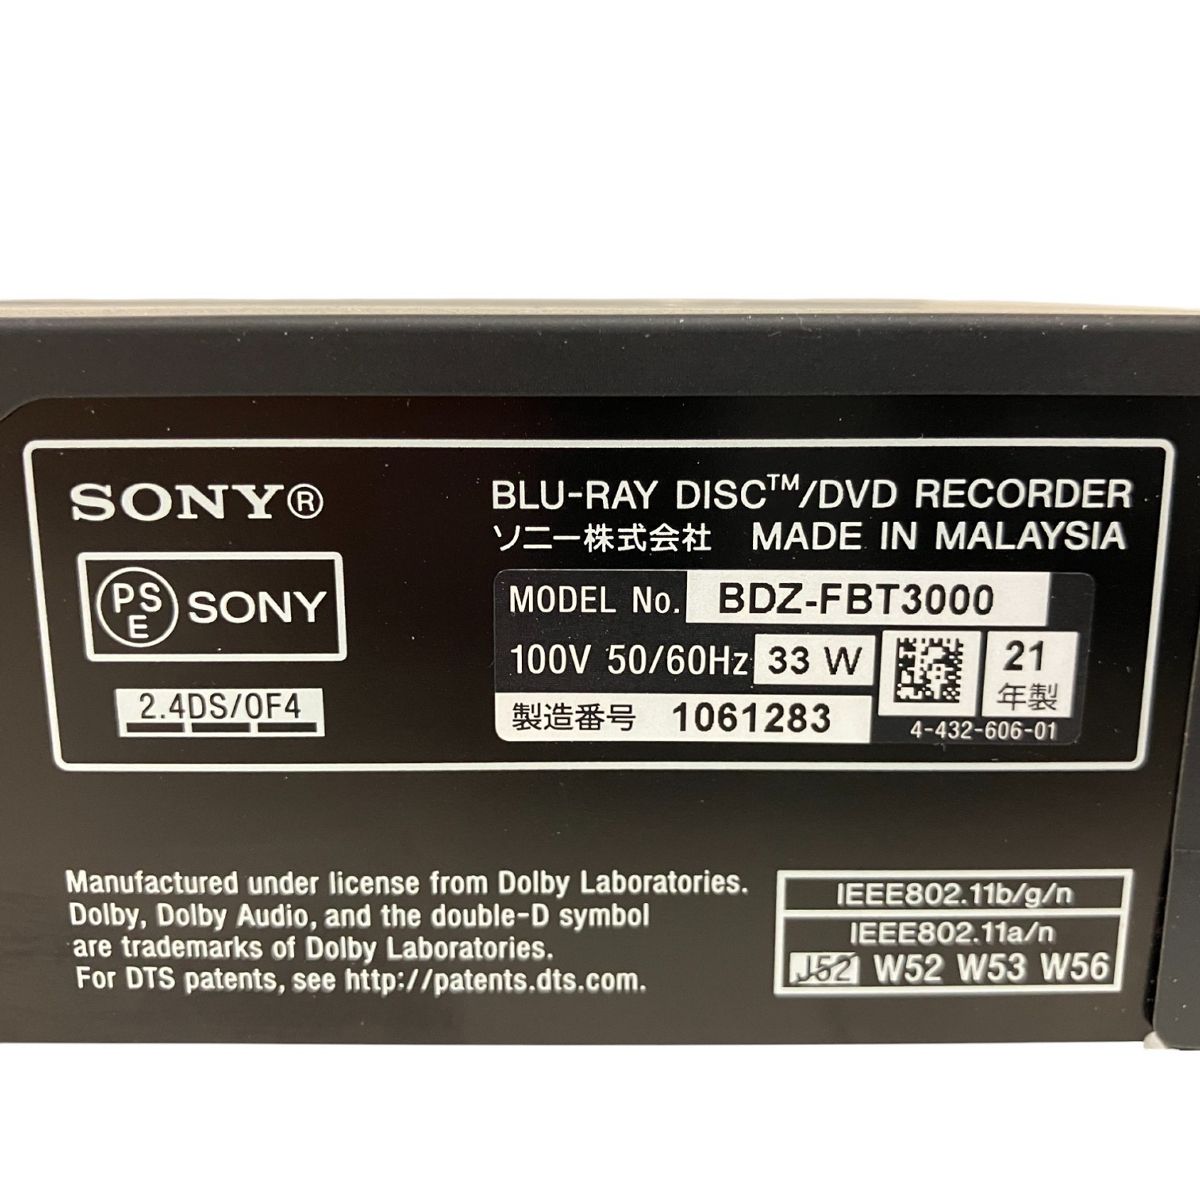 SONY®
BLU-RAY DISC™/DVD RECORDER
ソニー株式会社 MADE IN MALAYSIA
PSE SONY
2.4DS/OF4
MODEL No. BDZ-FBT3000
100V 50/60Hz 33 W
21
年製
製造番号 1061283
4-432-606-01
Manufactured under license from Dolby Laboratories.
Dolby, Dolby Audio, and the double-D symbol
are trademarks of Dolby Laboratories.
For DTS patents, see http://patents.dts.com.
IEEE802.11b/g/n
IEEE802.11a/n
J52 W52 W53 W56